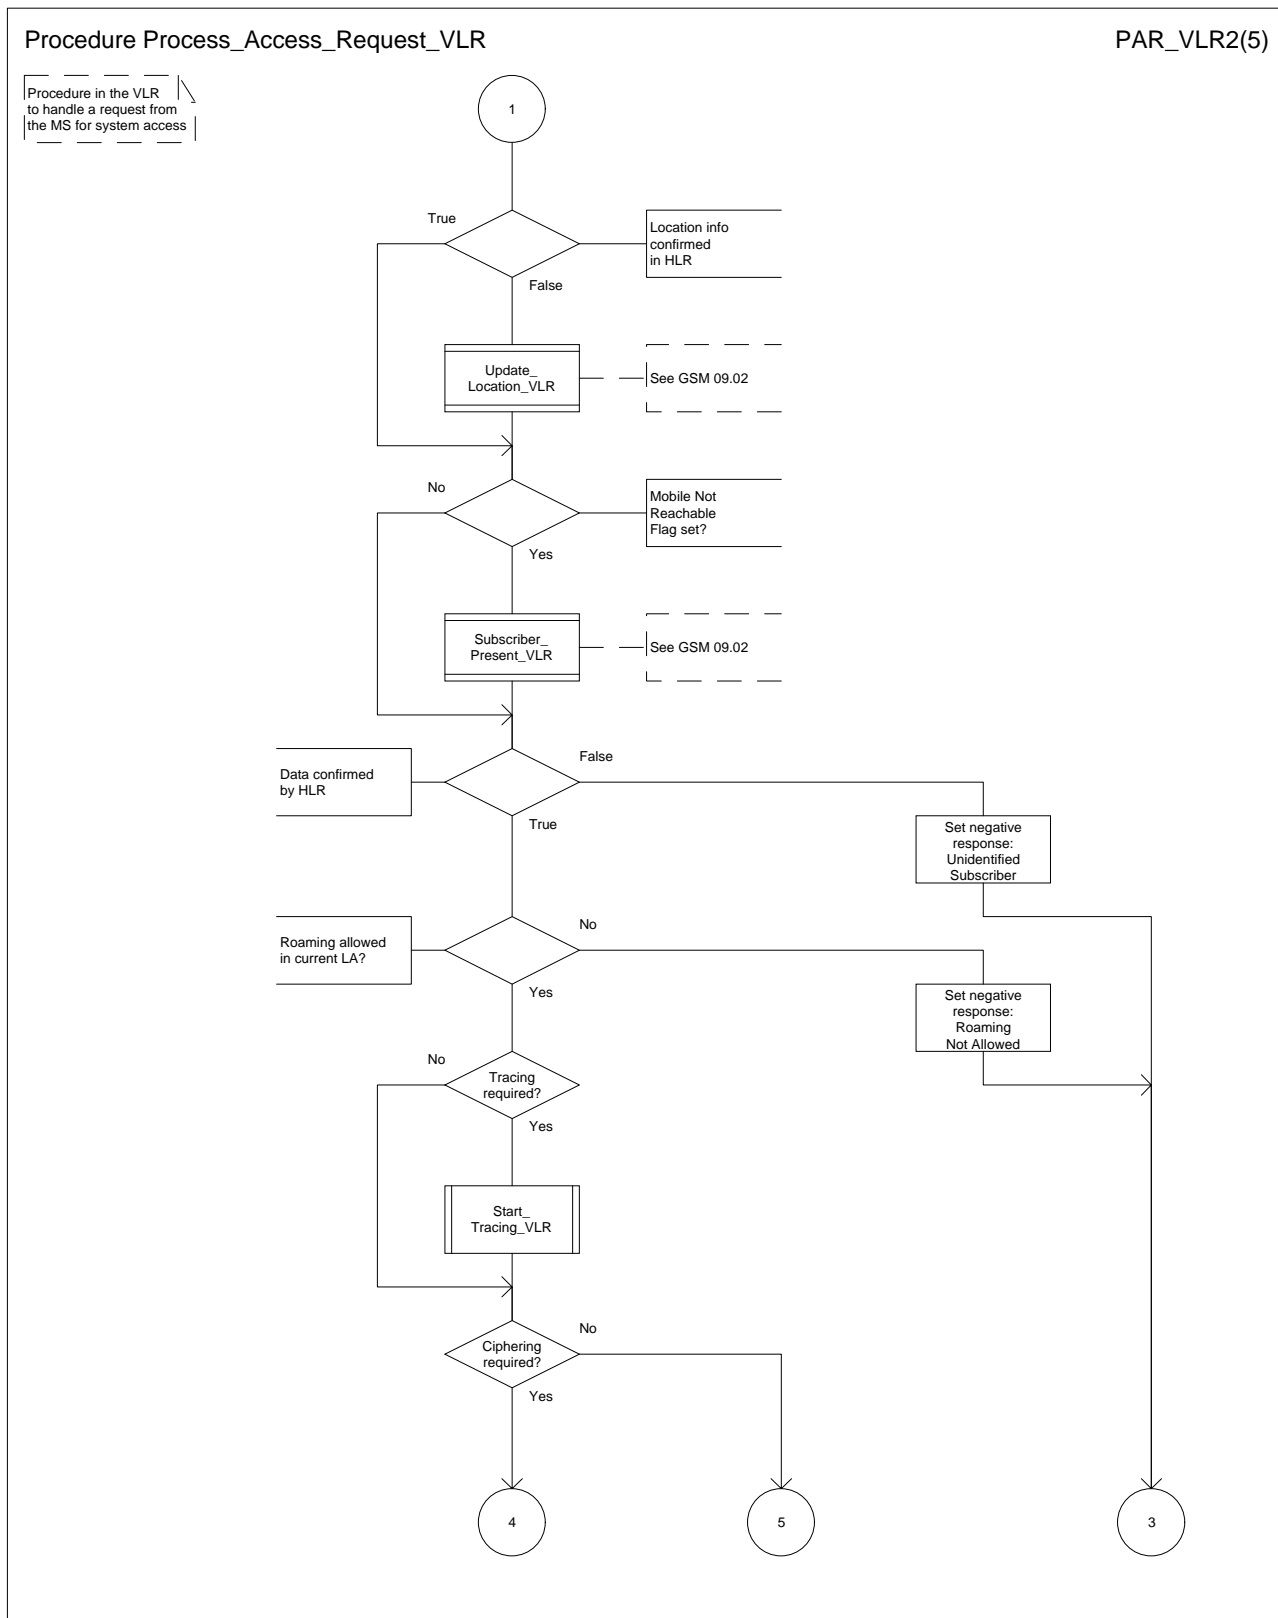 Procedure Process_Access_Request_VLR
PAR_VLR2(5)
Procedure in the VLR
to handle a request from
the MS for system access
1
True
Location info
confirmed
in HLR
False
Update_
Location_VLR
See GSM 09.02
No
Mobile Not
Reachable
Flag set?
Yes
Subscriber_
Present_VLR
See GSM 09.02
Data confirmed
by HLR
False
True
Set negative
response:
Unidentified
Subscriber
Roaming allowed
in current LA?
No
Yes
Set negative
response:
Roaming
Not Allowed
No
Tracing
required?
Yes
Start_
Tracing_VLR
Ciphering
required?
No
Yes
4
5
3